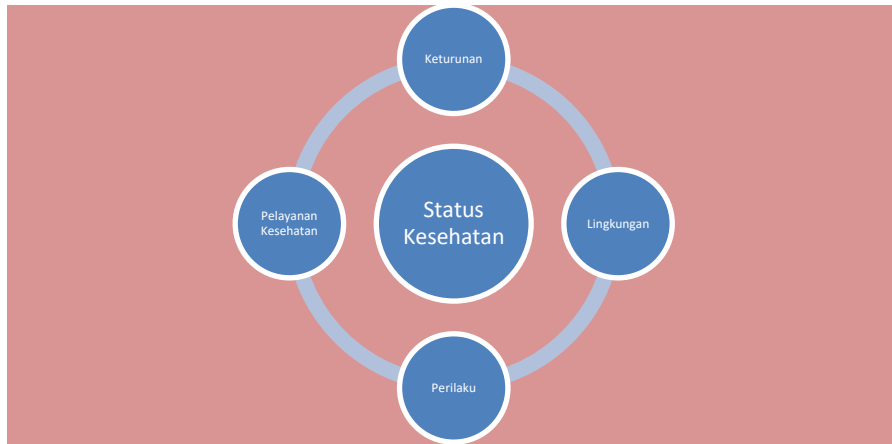 Keturunan
Pelayanan
Kesehatan
Status
Kesehatan
Lingkungan
Perilaku